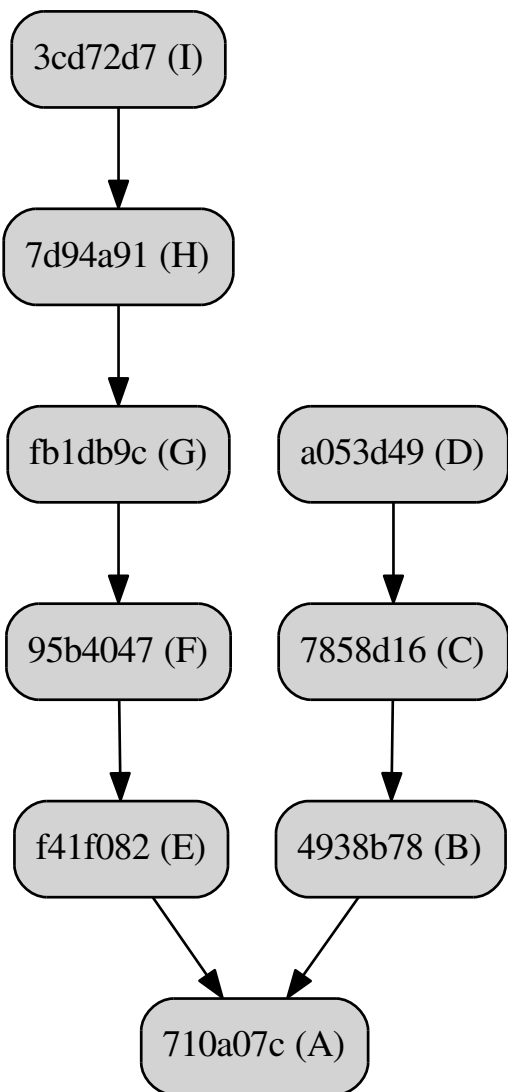 3cd72d7 (I)
7d94a91 (H)
fb1db9c (G)
a053d49 (D)
95b4047 (F)
7858d16 (C)
f41f082 (E)
4938b78 (B)
710a07c (A)